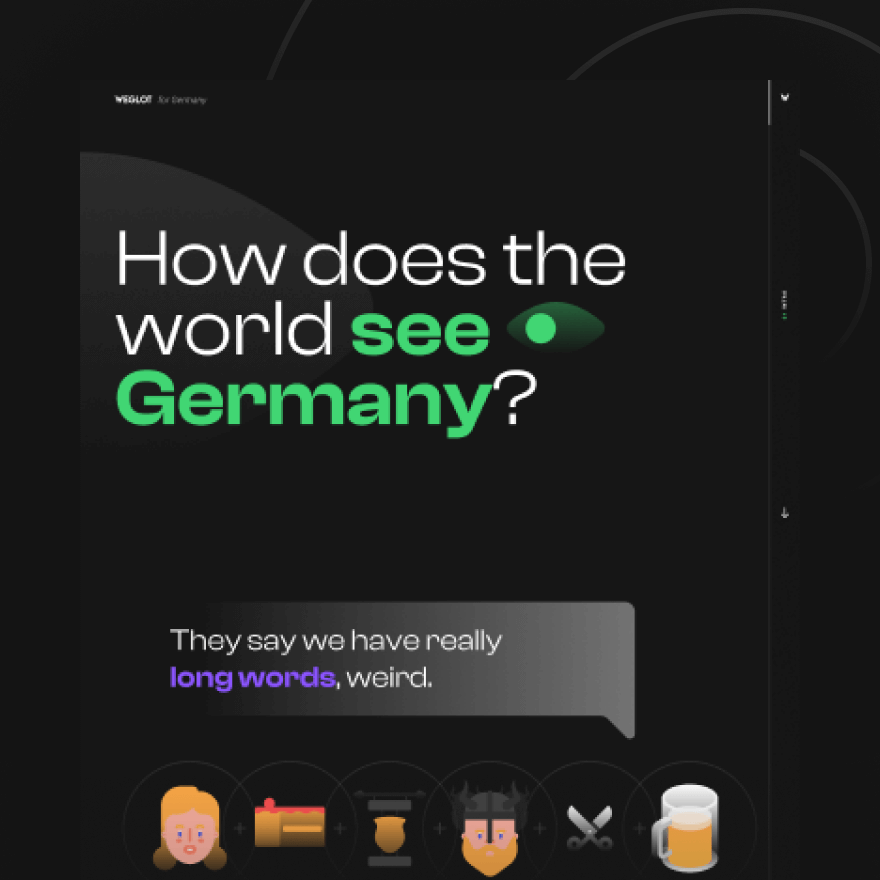 WEGLOT for Germany
How does the
world see
Germany?
They say we have really
long words, weird.